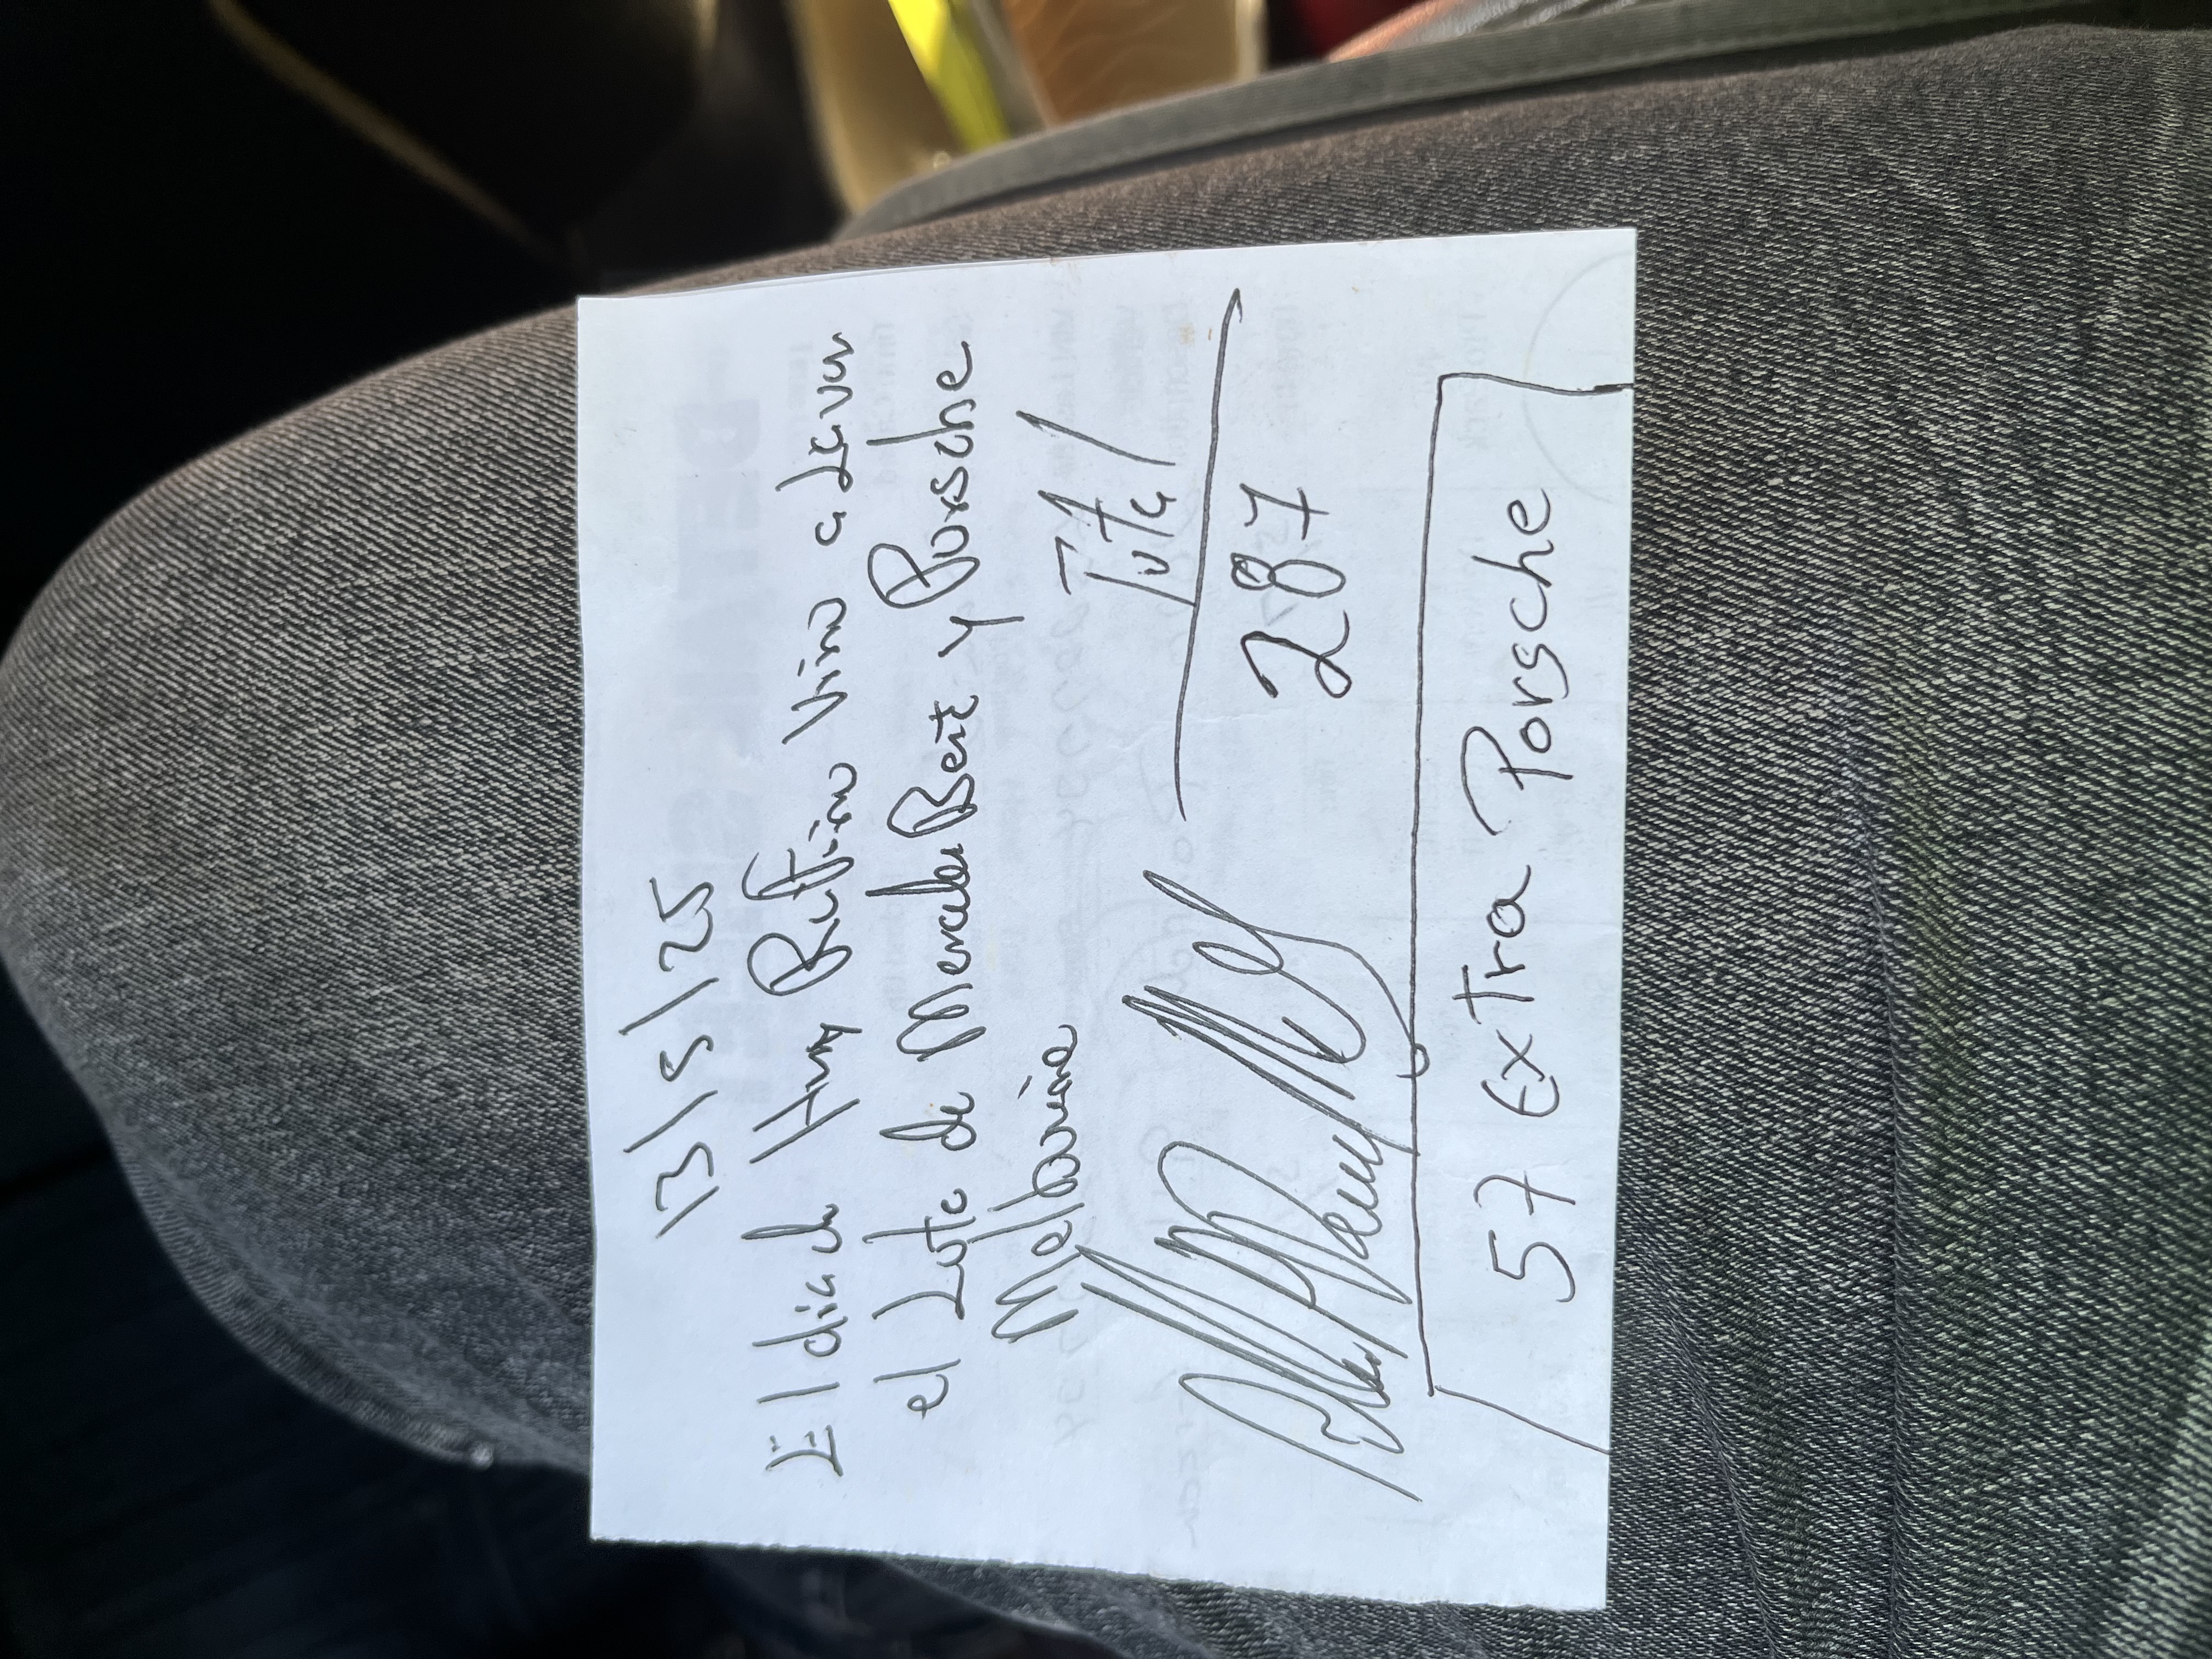 13/5/25
El dia de Hoy Rufino vino a Lavar
el Lote de Mercedes Benz y Porsche
Mañana
Total
287
57 extra Porsche